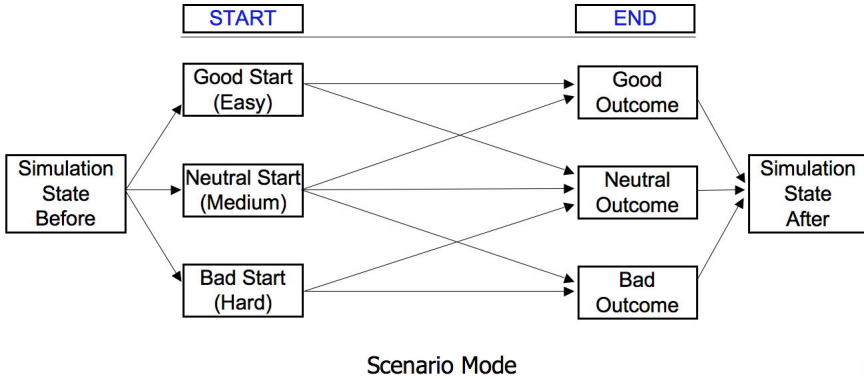 START
END
Good Start
(Easy)
Good
Outcome
Simulation
State
Before
Neutral Start
(Medium)
Neutral
Outcome
Simulation
State
After
Bad Start
(Hard)
Bad
Outcome
Scenario Mode